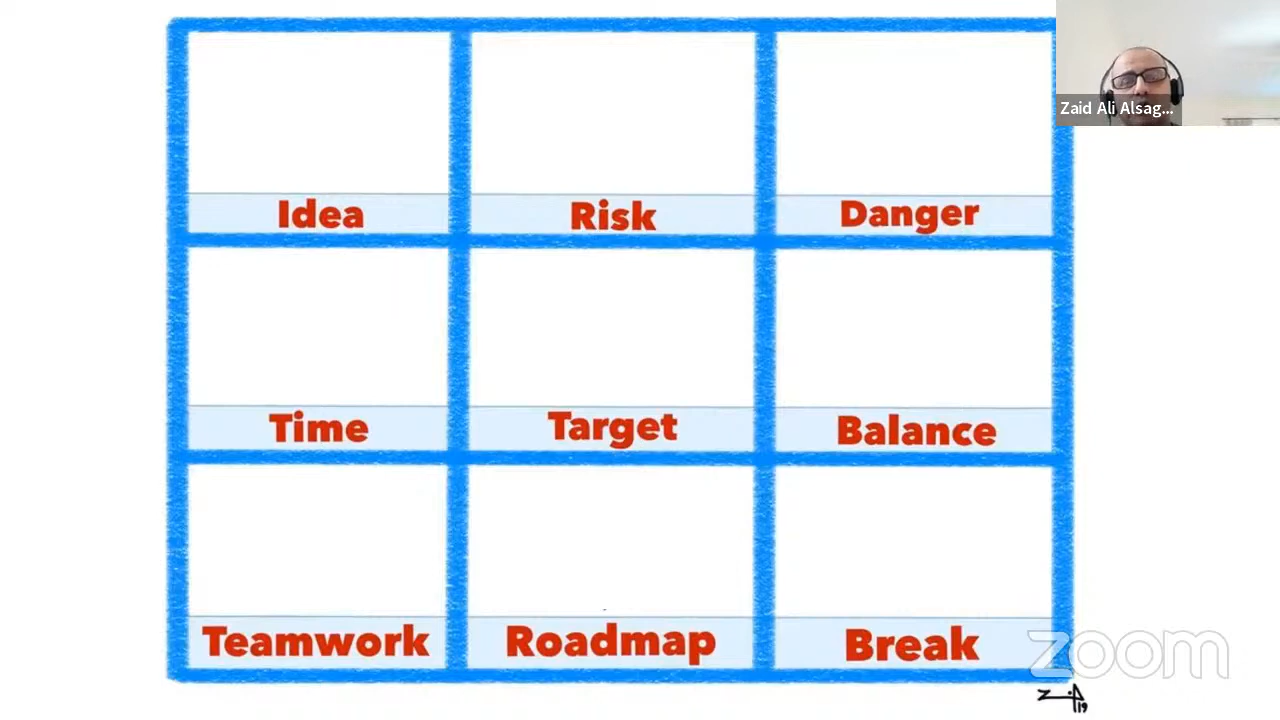 Zaid Ali Alsag...
Idea
Risk
Danger
Time
Target
Balance
Teamwork
Roadmap
Break
zoom